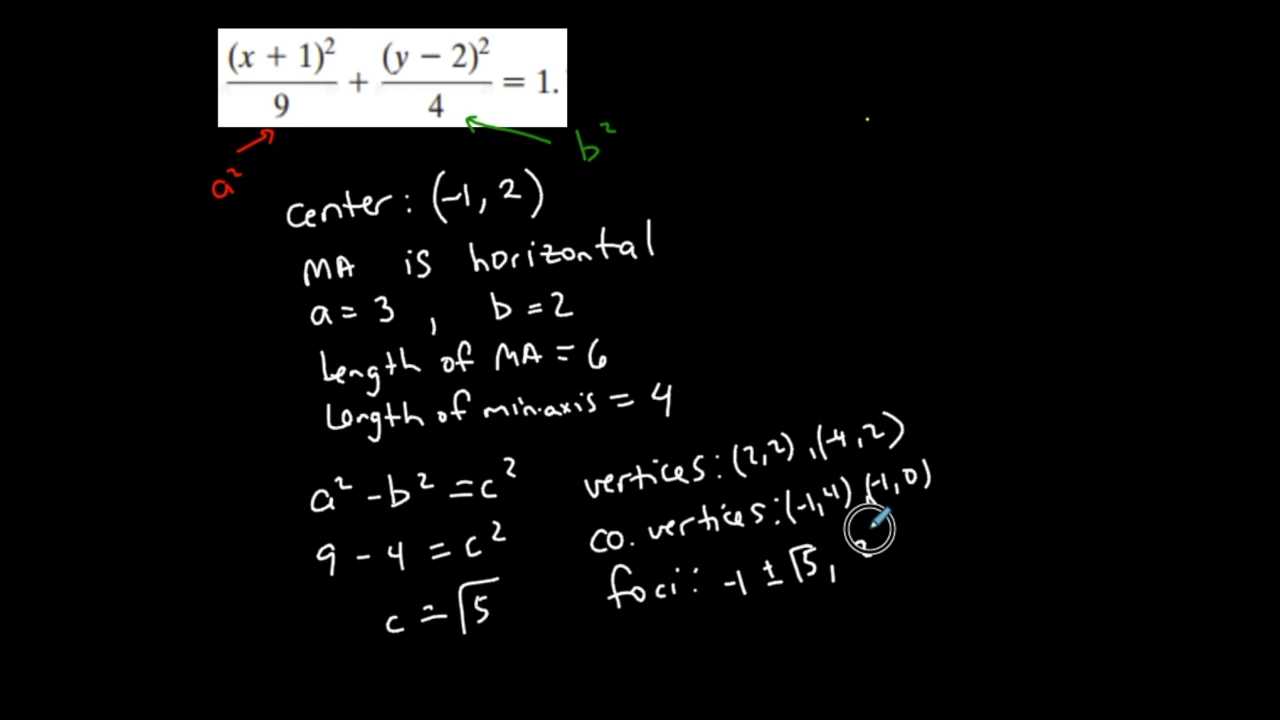 (x + 1)² / 9 + (y − 2)² / 4 = 1.
a²
b²
center: (-1, 2)
MA is horizontal
a = 3 , b = 2
Length of MA = 6
Length of min.axis = 4
a² - b² = c²
9 - 4 = c²
c = √5
vertices: (2,2) , (-4,2)
co. vertices: (-1,4) (-1,0)
foci: -1 ± √5 ,